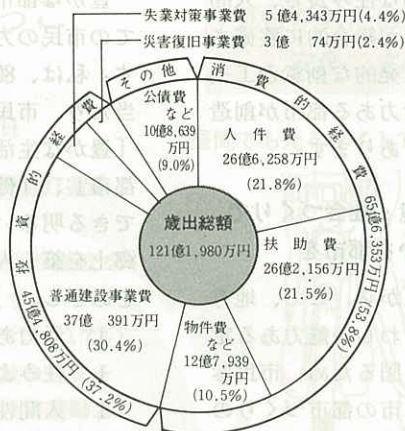 失業対策事業費 5億4,343万円(4.4%)
災害復旧事業費 3億 74万円(2.4%)
その他
公債費
など
10億8,639
万円
(9.0%)
消費的経費
65億6,353万円(53.8%)
人件費
26億6,258万円
(21.8%)
扶助費
26億2,156万円
(21.5%)
物件費
など
12億7,939
万円
(10.5%)
歳出総額
121億1,980万円
投資的経費
45億4,808万円(37.2%)
普通建設事業費
37億 391万円
(30.4%)